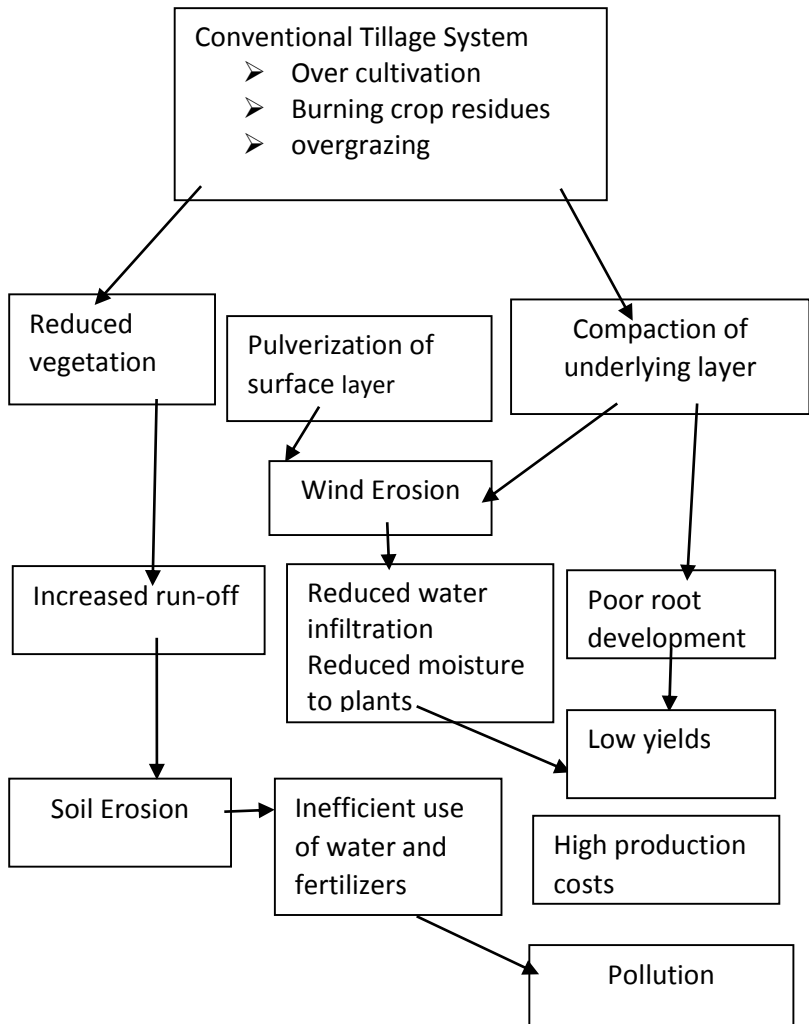 Conventional Tillage System
➢ Over cultivation
➢ Burning crop residues
➢ overgrazing
Reduced
vegetation
Pulverization of
surface layer
Compaction of
underlying layer
Wind Erosion
Increased run-off
Reduced water
infiltration
Reduced moisture
to plants
Poor root
development
Low yields
Soil Erosion
Inefficient use
of water and
fertilizers
High production
costs
Pollution